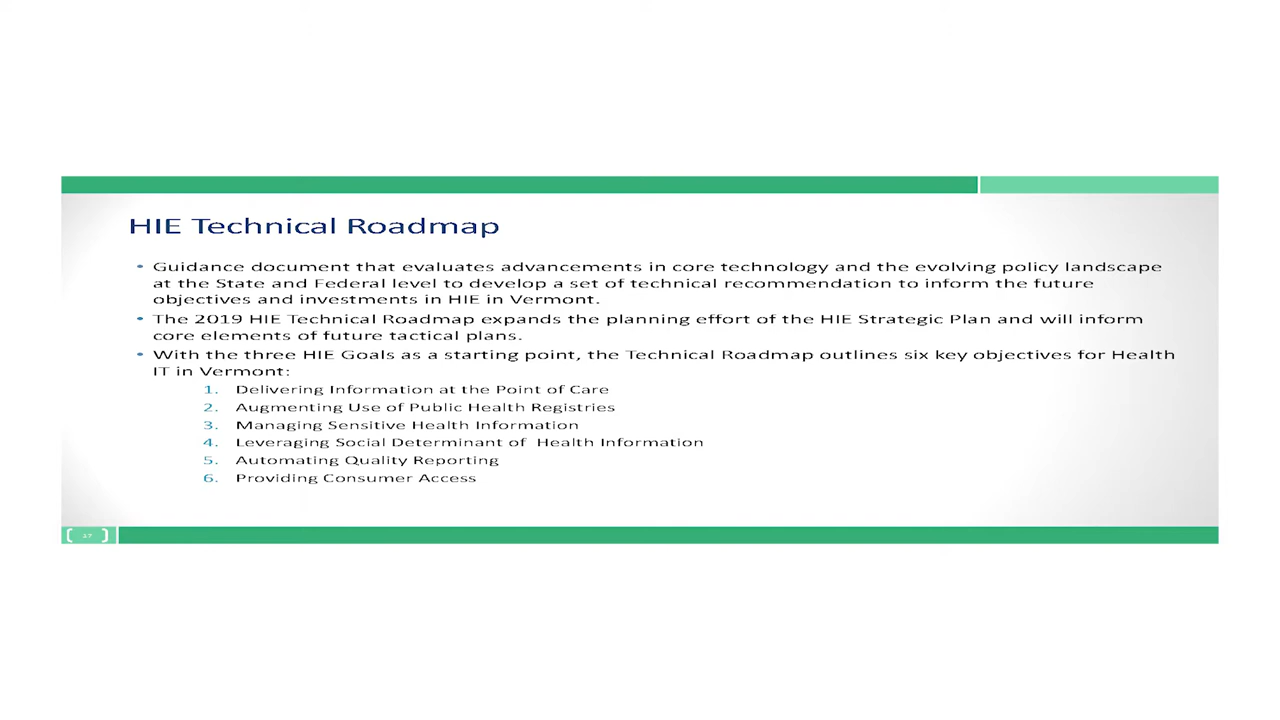 HIE Technical Roadmap
• Guidance document that evaluates advancements in core technology and the evolving policy landscape
at the State and Federal level to develop a set of technical recommendation to inform the future
objectives and investments in HIE in Vermont.
• The 2019 HIE Technical Roadmap expands the planning effort of the HIE Strategic Plan and will inform
core elements of future tactical plans.
• With the three HIE Goals as a starting point, the Technical Roadmap outlines six key objectives for Health
IT in Vermont:
1. Delivering Information at the Point of Care
2. Augmenting Use of Public Health Registries
3. Managing Sensitive Health Information
4. Leveraging Social Determinant of Health Information
5. Automating Quality Reporting
6. Providing Consumer Access
17